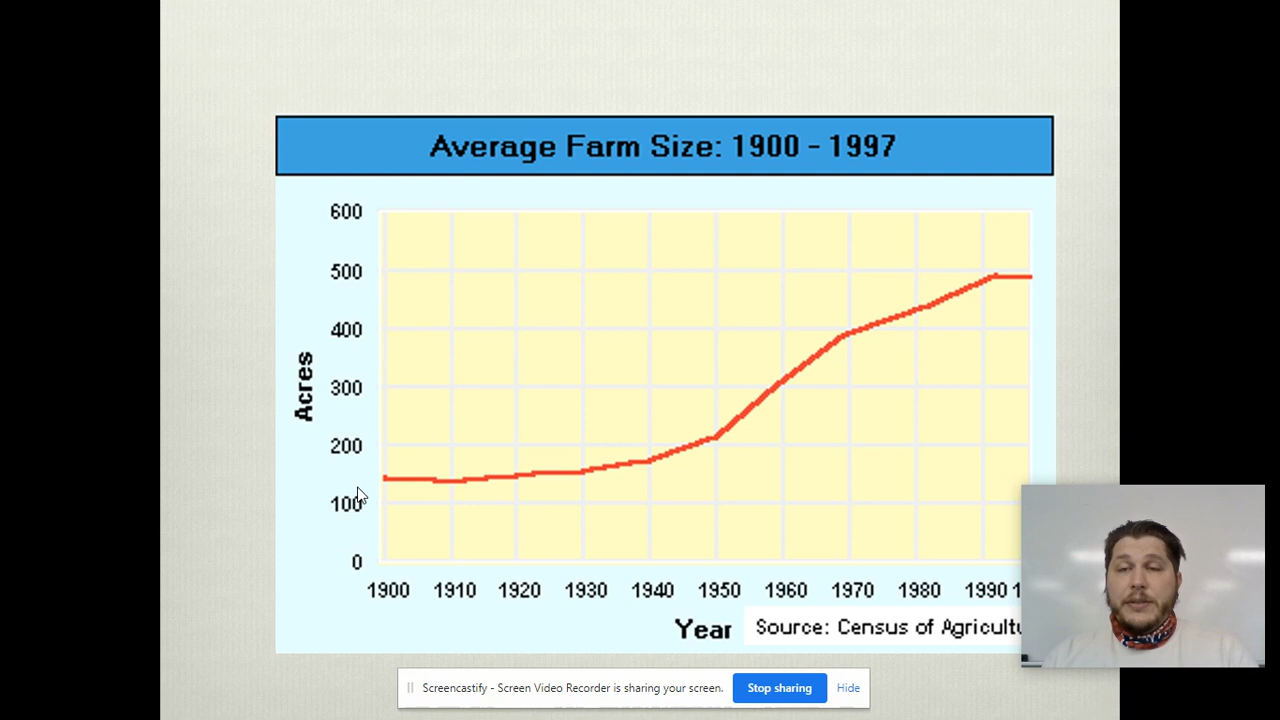 Average Farm Size: 1900 - 1997
600
500
400
300
200
100
0
Acres
1900 1910 1920 1930 1940 1950 1960 1970 1980 1990 1
Year
Source: Census of Agricultu
Screencastify - Screen Video Recorder is sharing your screen. Stop sharing Hide